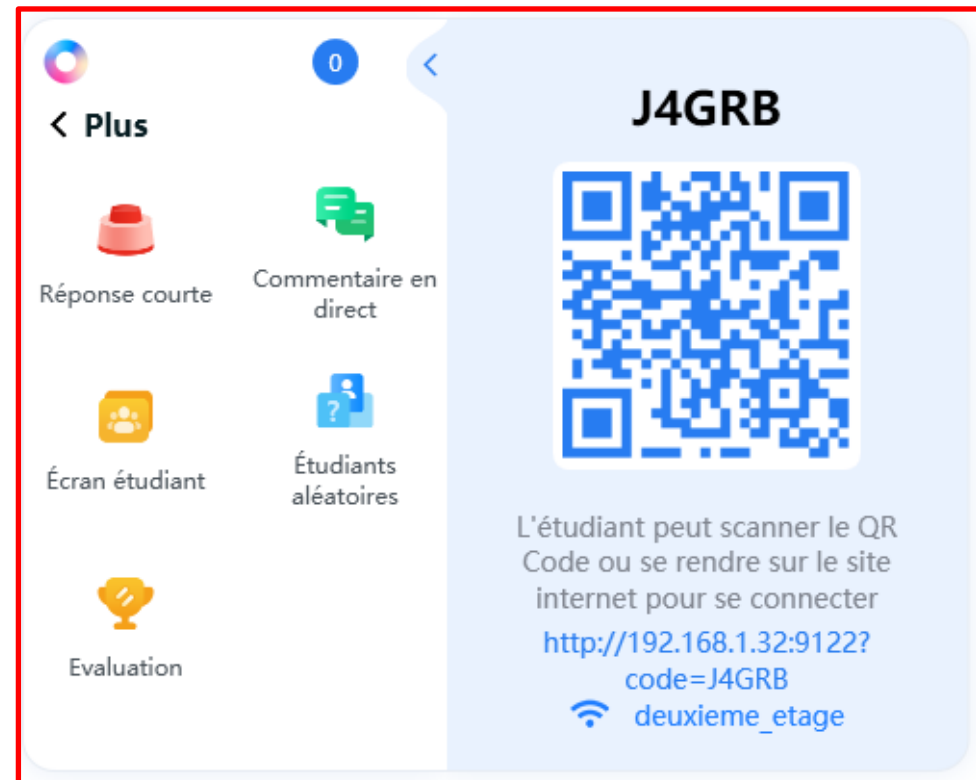 0
Plus
Réponse courte
Commentaire en
direct
Écran étudiant
Étudiants
aléatoires
Evaluation
J4GRB
L'étudiant peut scanner le QR
Code ou se rendre sur le site
internet pour se connecter
http://192.168.1.32:9122?
code=J4GRB
deuxieme_etage